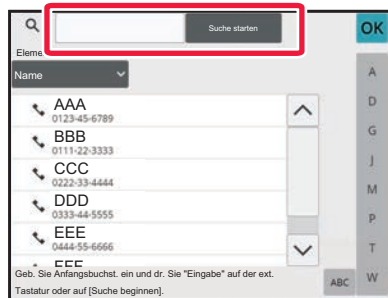 Suche starten
OK
Eleme
Name
A
D
G
J
M
P
T
W
AAA
0123-45-6789
BBB
0111-22-3333
CCC
0222-33-4444
DDD
0333-44-5555
EEE
0444-55-6666
FFF
Geb. Sie Anfangsbuchst. ein und dr. Sie "Eingabe" auf der ext.
Tastatur oder auf [Suche beginnen].
ABC